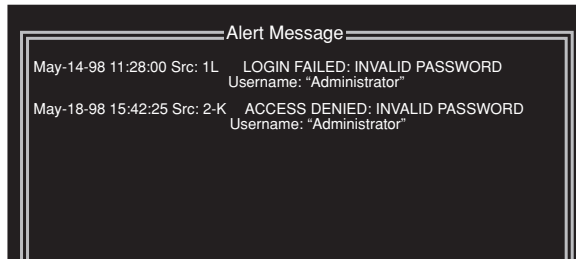 Alert Message
May-14-98 11:28:00 Src: 1L LOGIN FAILED: INVALID PASSWORD
Username: “Administrator”
May-18-98 15:42:25 Src: 2-K ACCESS DENIED: INVALID PASSWORD
Username: “Administrator”